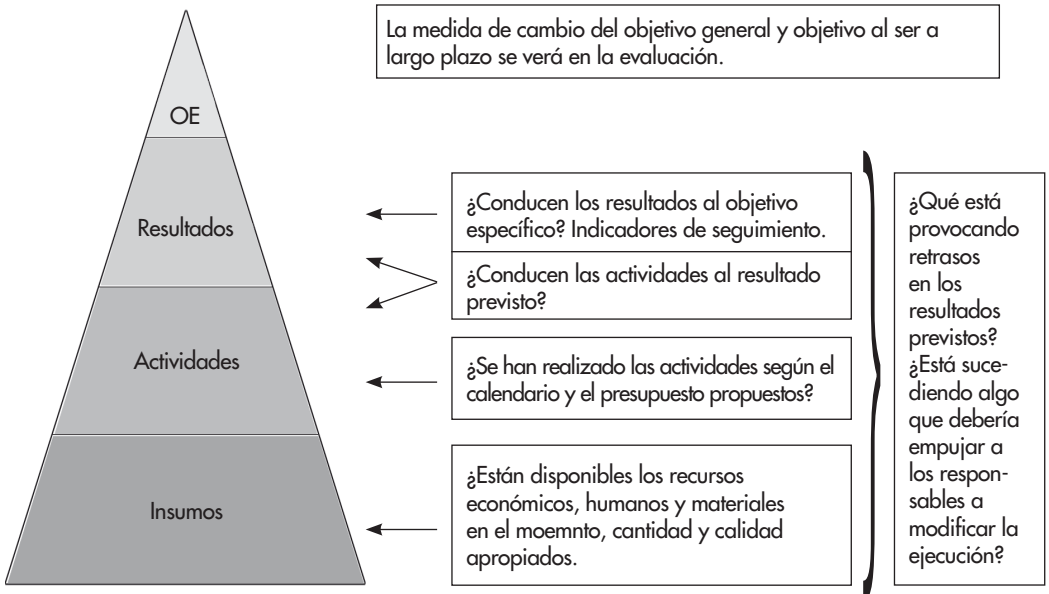 La medida de cambio del objetivo general y objetivo al ser a
largo plazo se verá en la evaluación.
OE
Resultados
Actividades
Insumos
¿Conducen los resultados al objetivo
específico? Indicadores de seguimiento.
¿Conducen las actividades al resultado
previsto?
¿Se han realizado las actividades según el
calendario y el presupuesto propuestos?
¿Están disponibles los recursos
económicos, humanos y materiales
en el moemnto, cantidad y calidad
apropiados.
¿Qué está
provocando
retrasos
en los
resultados
previstos?
¿Está suce-
diendo algo
que debería
empujar a
los respon-
sables a
modificar la
ejecución?